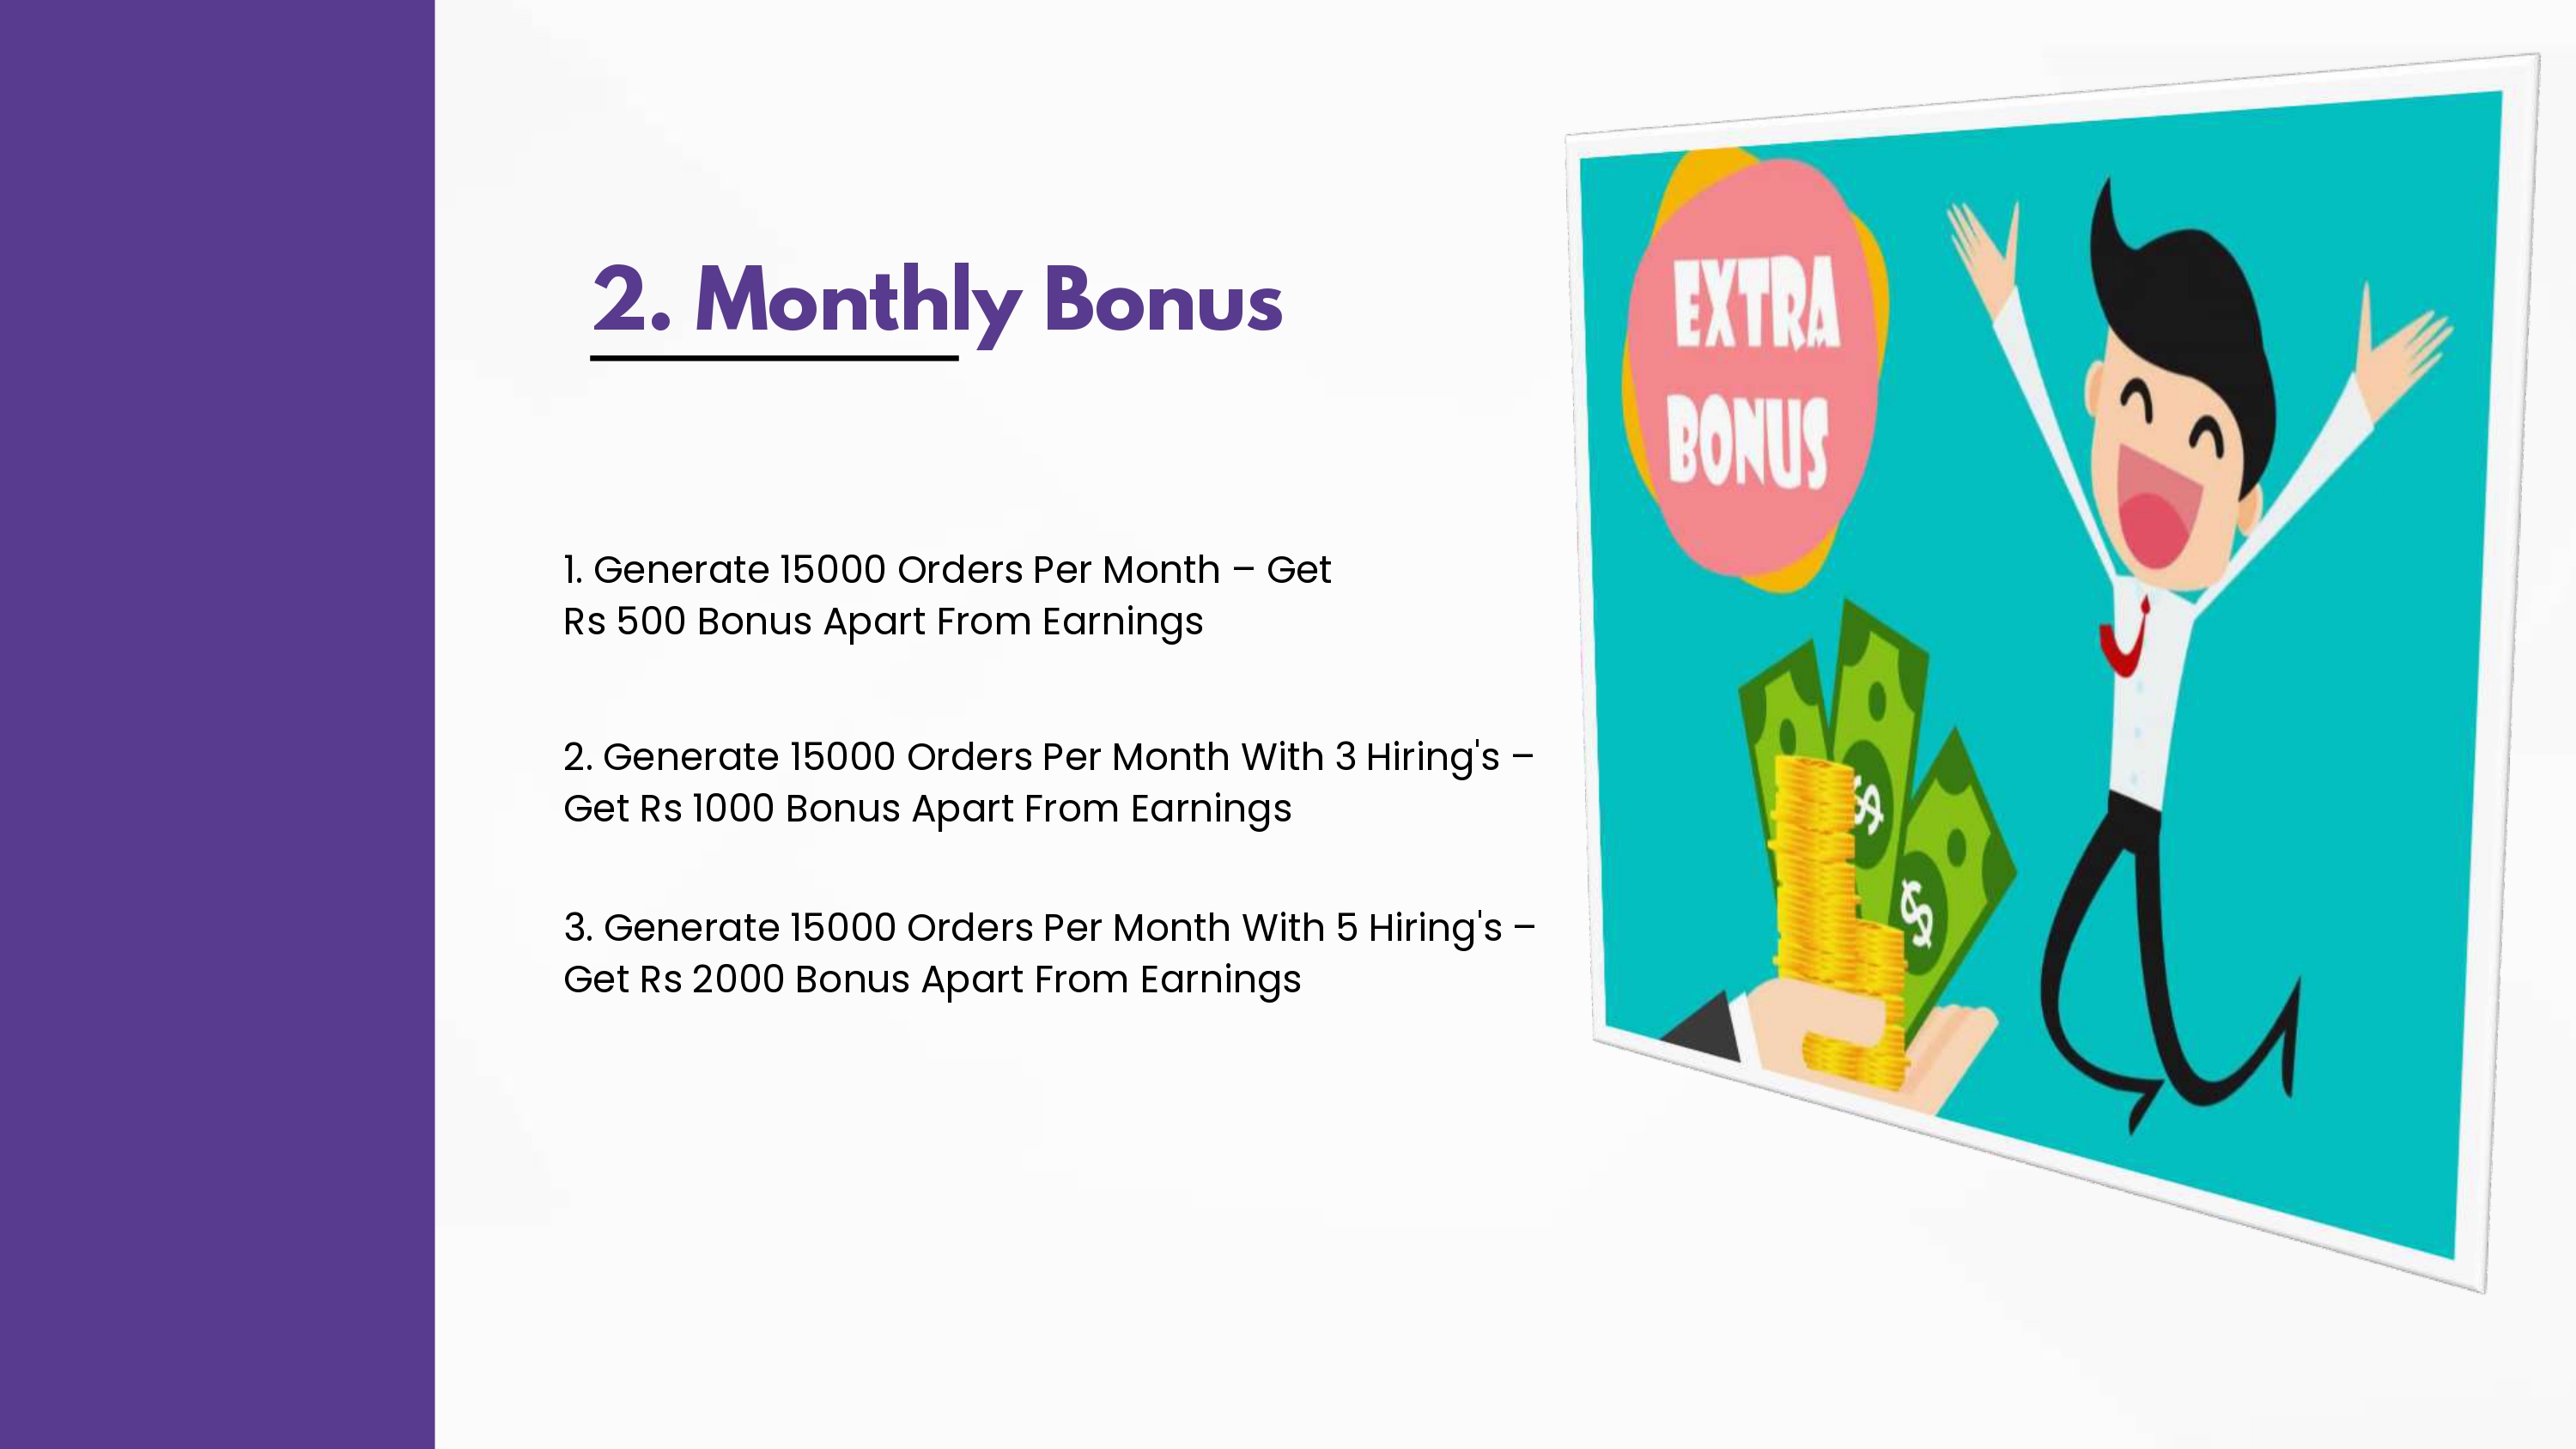 2. Monthly Bonus
1. Generate 15000 Orders Per Month – Get
Rs 500 Bonus Apart From Earnings
2. Generate 15000 Orders Per Month With 3 Hiring's –
Get Rs 1000 Bonus Apart From Earnings
3. Generate 15000 Orders Per Month With 5 Hiring's –
Get Rs 2000 Bonus Apart From Earnings
EXTRA
BONUS
$
$